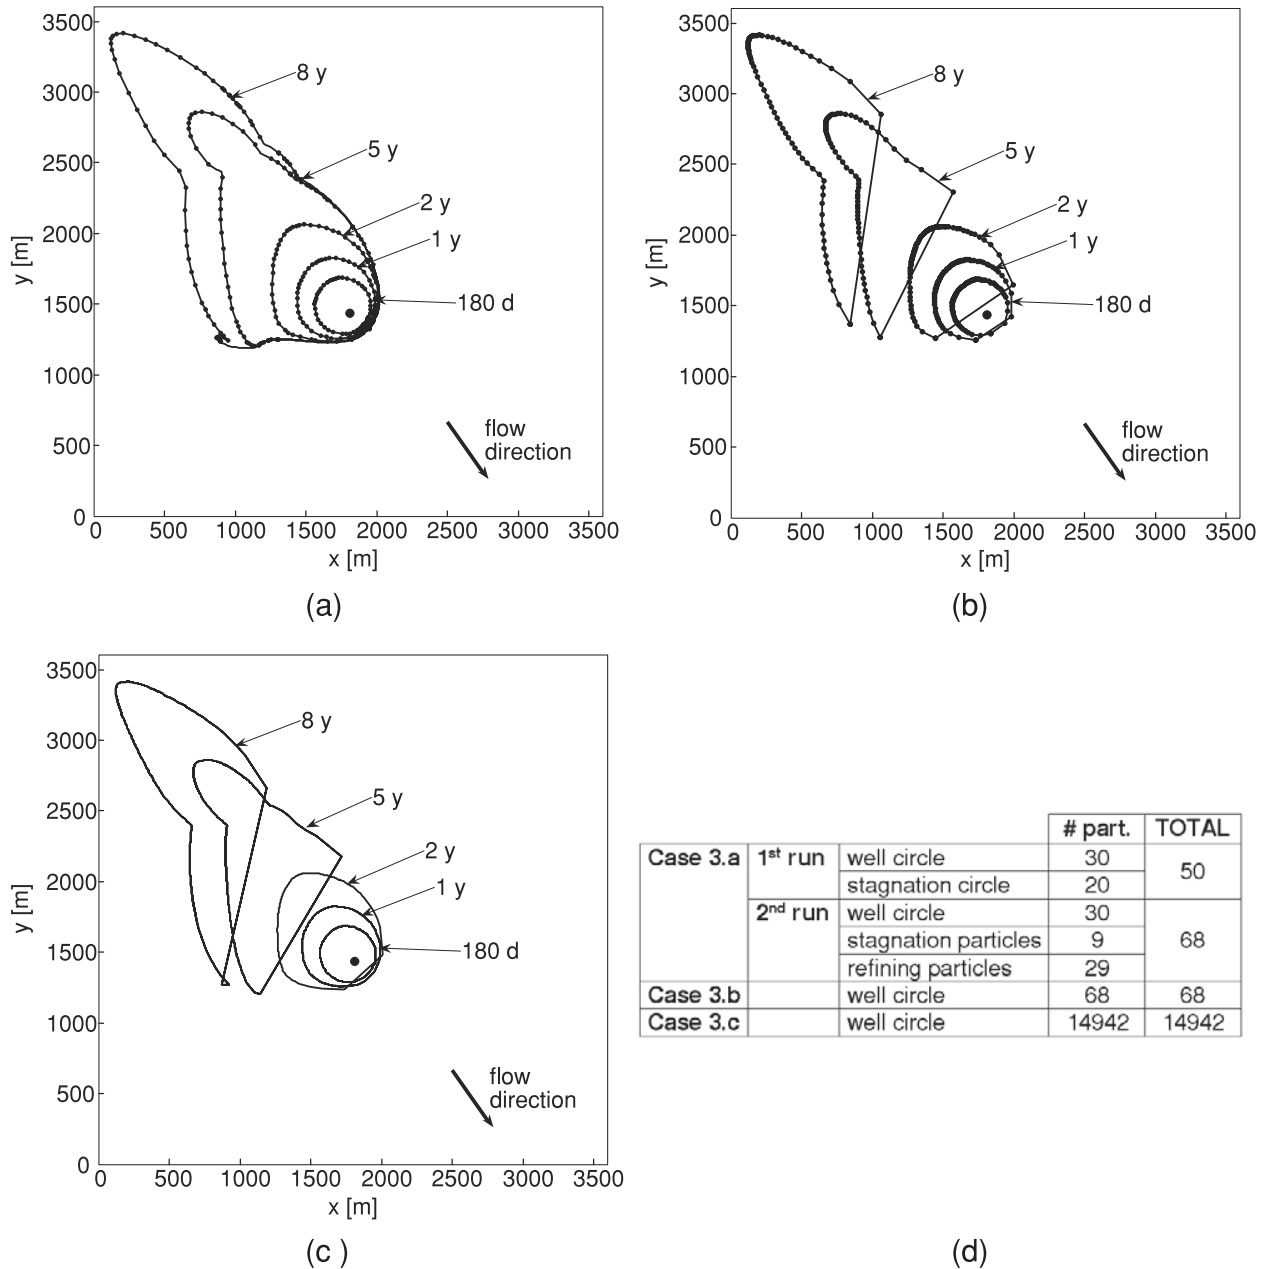 3500
3000
2500
2000
1500
1000
500
0
0 500 1000 1500 2000 2500 3000 3500
x [m]
y [m]
8 y
5 y
2 y
1 y
180 d
flow
direction
(a)
3500
3000
2500
2000
1500
1000
500
0
0 500 1000 1500 2000 2500 3000 3500
x [m]
y [m]
8 y
5 y
2 y
1 y
180 d
flow
direction
(b)
3500
3000
2500
2000
1500
1000
500
0
0 500 1000 1500 2000 2500 3000 3500
x [m]
y [m]
8 y
5 y
2 y
1 y
180 d
flow
direction
(c )
# part. TOTAL
Case 3.a 1st run well circle 30 50
stagnation circle 20
2nd run well circle 30 68
stagnation particles 9
refining particles 29
Case 3.b well circle 68 68
Case 3.c well circle 14942 14942
(d)